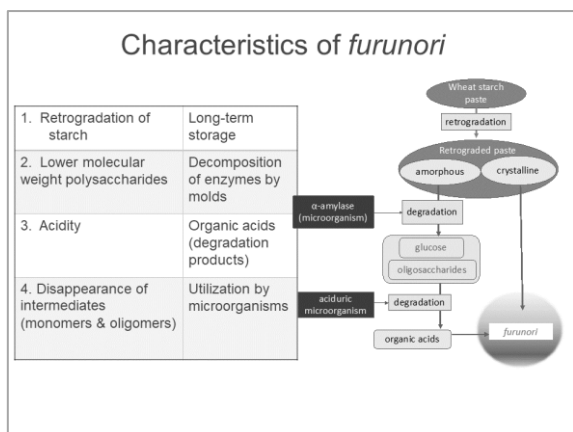 Characteristics of furunori
1. Retrogradation of
starch
Long-term
storage
2. Lower molecular
weight polysaccharides
Decomposition
of enzymes by
molds
3. Acidity
Organic acids
(degradation
products)
4. Disappearance of
intermediates
(monomers & oligomers)
Utilization by
microorganisms
Wheat starch
paste
retrogradation
Retrograded paste
amorphous
crystalline
α-amylase
(microorganism)
degradation
glucose
oligosaccharides
aciduric
microorganism
degradation
organic acids
furunori